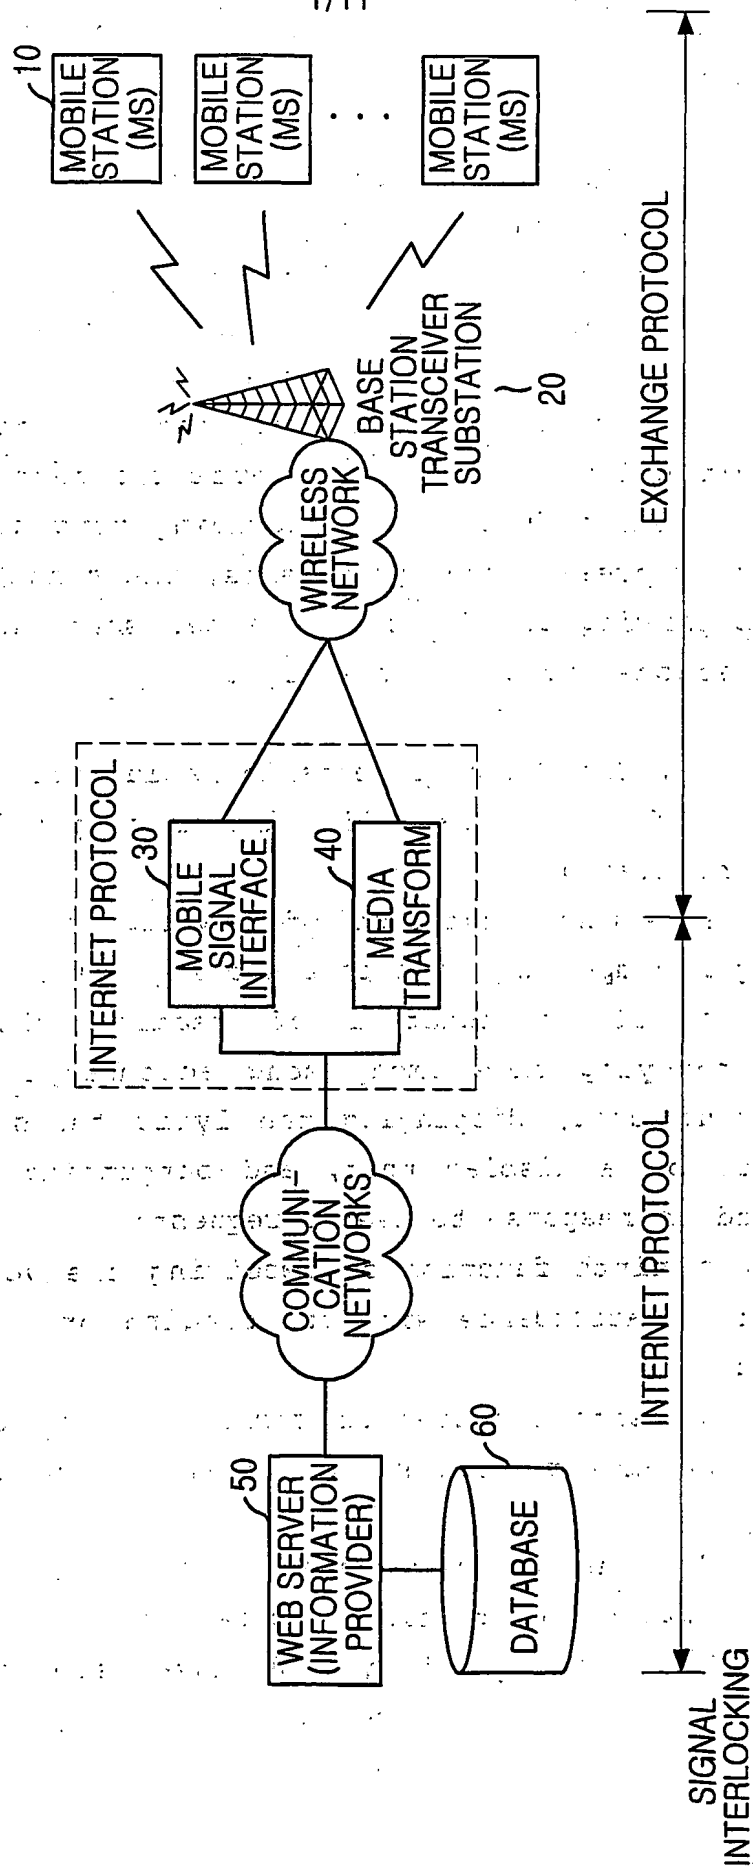 10
MOBILE
STATION
(MS)
MOBILE
STATION
(MS)
. . .
MOBILE
STATION
(MS)
BASE
STATION
TRANSCEIVER
SUBSTATION
20
WIRELESS
NETWORK
INTERNET PROTOCOL
30
MOBILE
SIGNAL
INTERFACE
40
MEDIA
TRANSFORM
COMMUNI-
CATION
NETWORKS
50
WEB SERVER
(INFORMATION
PROVIDER)
60
DATABASE
SIGNAL
INTERLOCKING
INTERNET PROTOCOL
EXCHANGE PROTOCOL